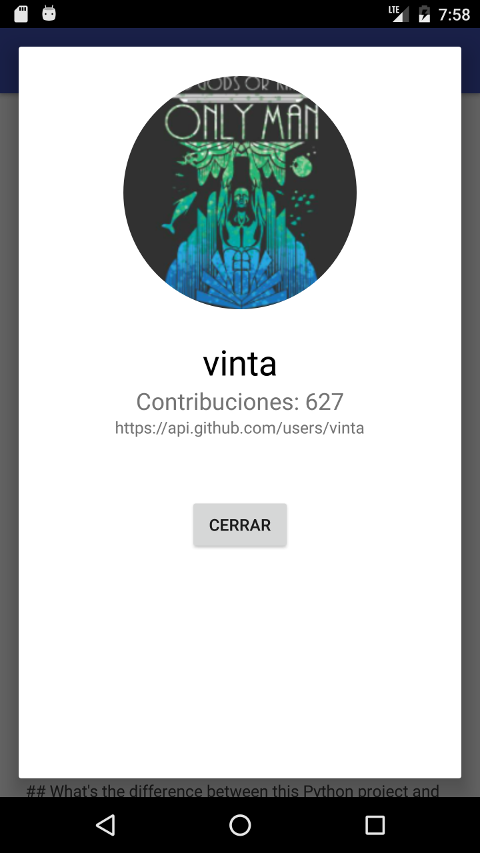 LTE 7:58
GODS OR
ONLY MAN
vinta
Contribuciones: 627
https://api.github.com/users/vinta
CERRAR
## What's the difference between this Python project and